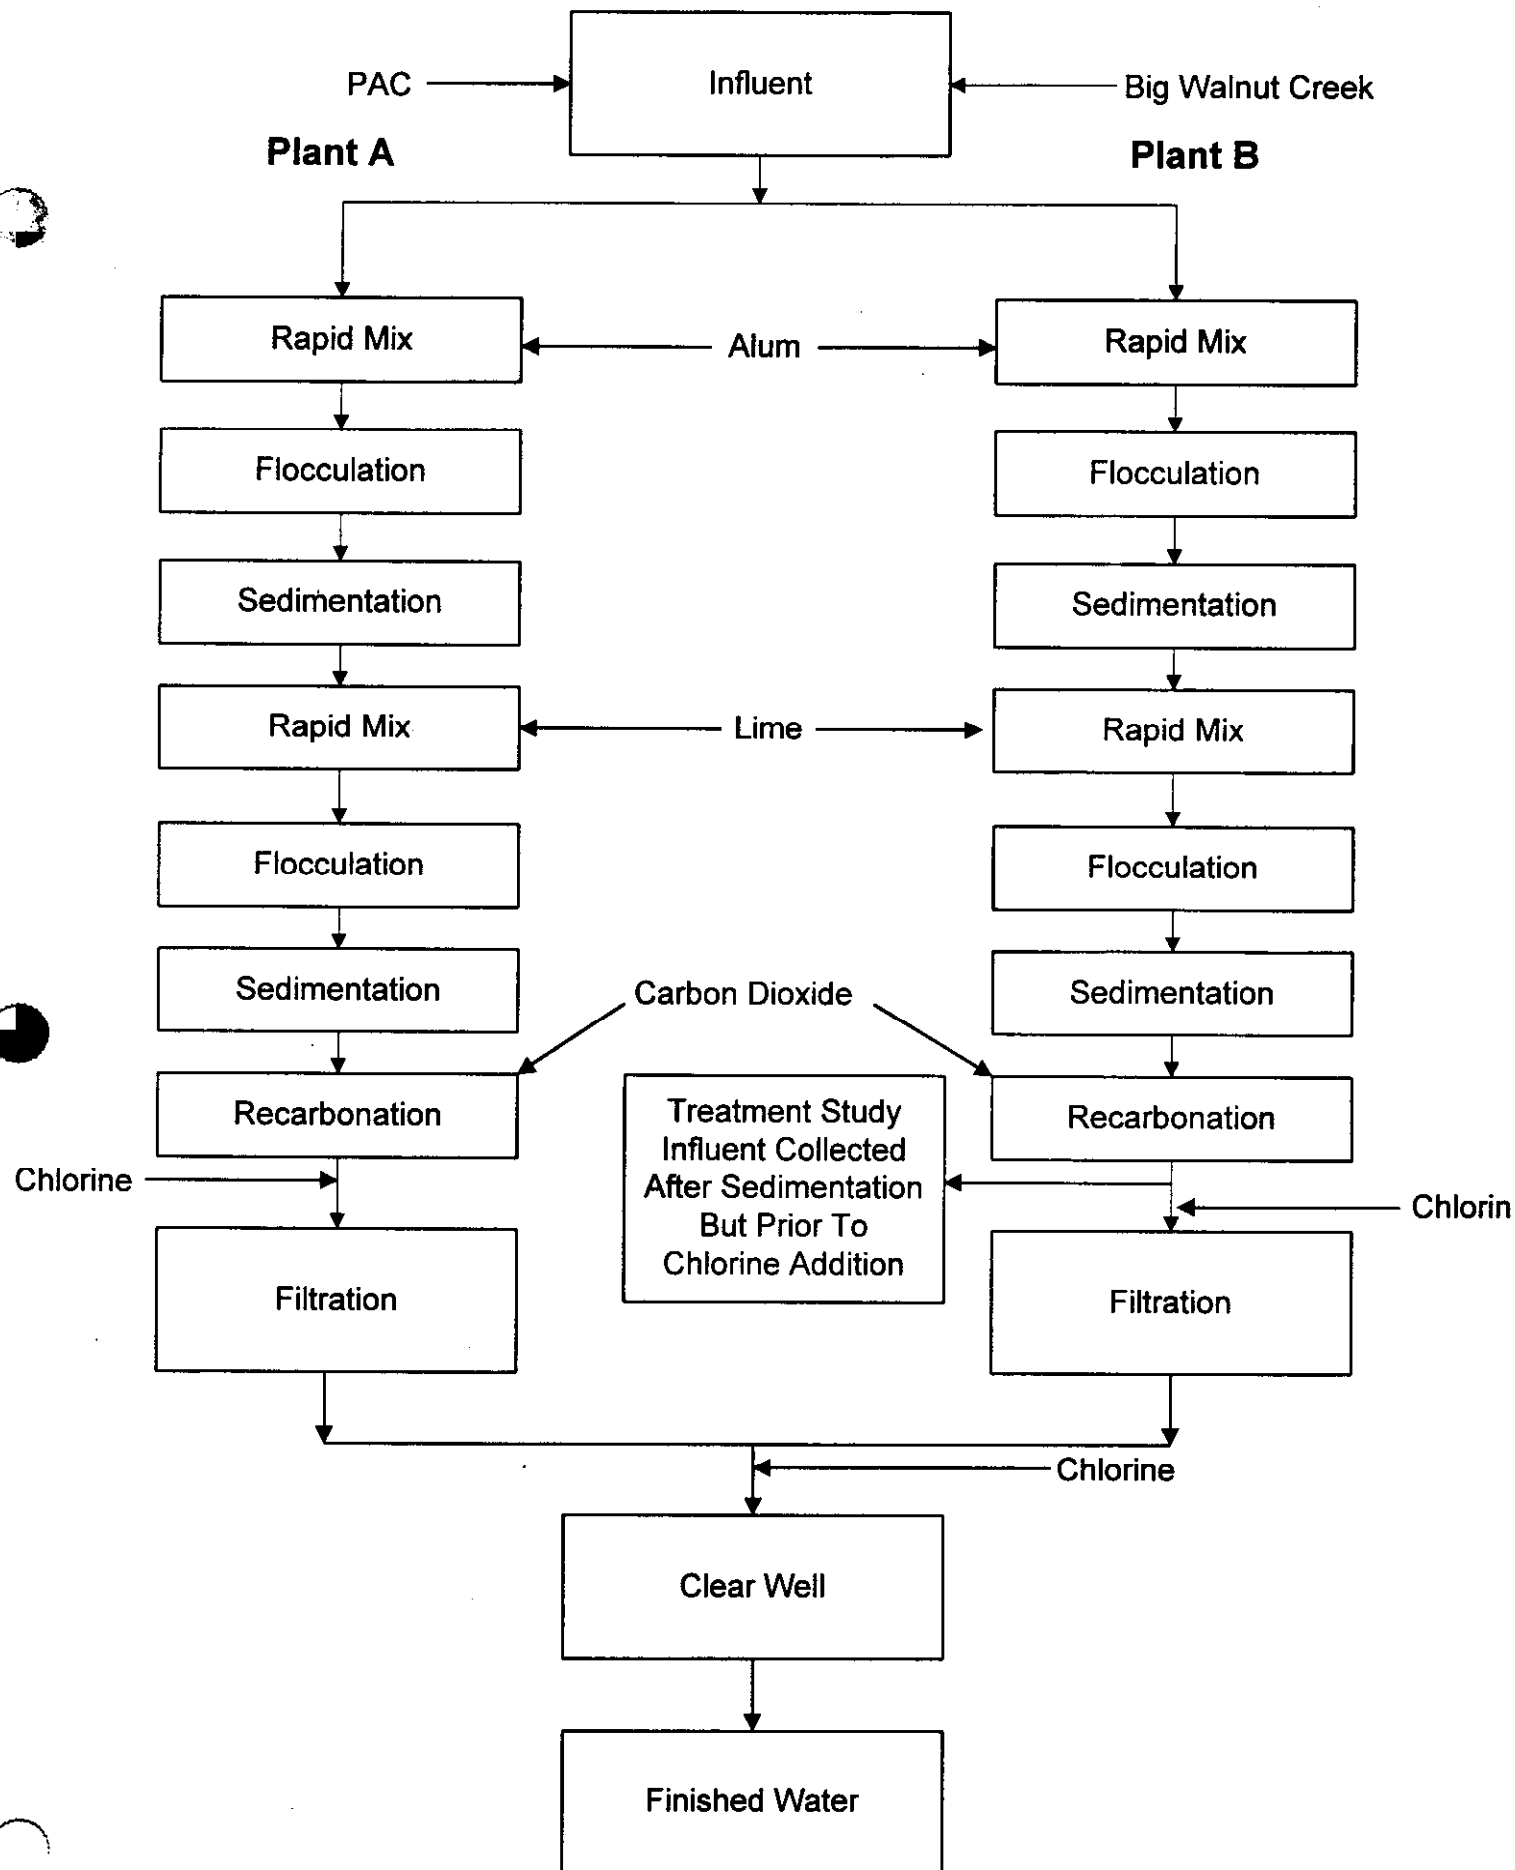 PAC
Influent
Big Walnut Creek
Plant A
Plant B
Rapid Mix
Alum
Rapid Mix
Flocculation
Flocculation
Sedimentation
Sedimentation
Rapid Mix
Lime
Rapid Mix
Flocculation
Flocculation
Sedimentation
Carbon Dioxide
Sedimentation
Recarbonation
Treatment Study
Influent Collected
After Sedimentation
But Prior To
Chlorine Addition
Recarbonation
Chlorine
Chlorin
Filtration
Filtration
Chlorine
Clear Well
Finished Water